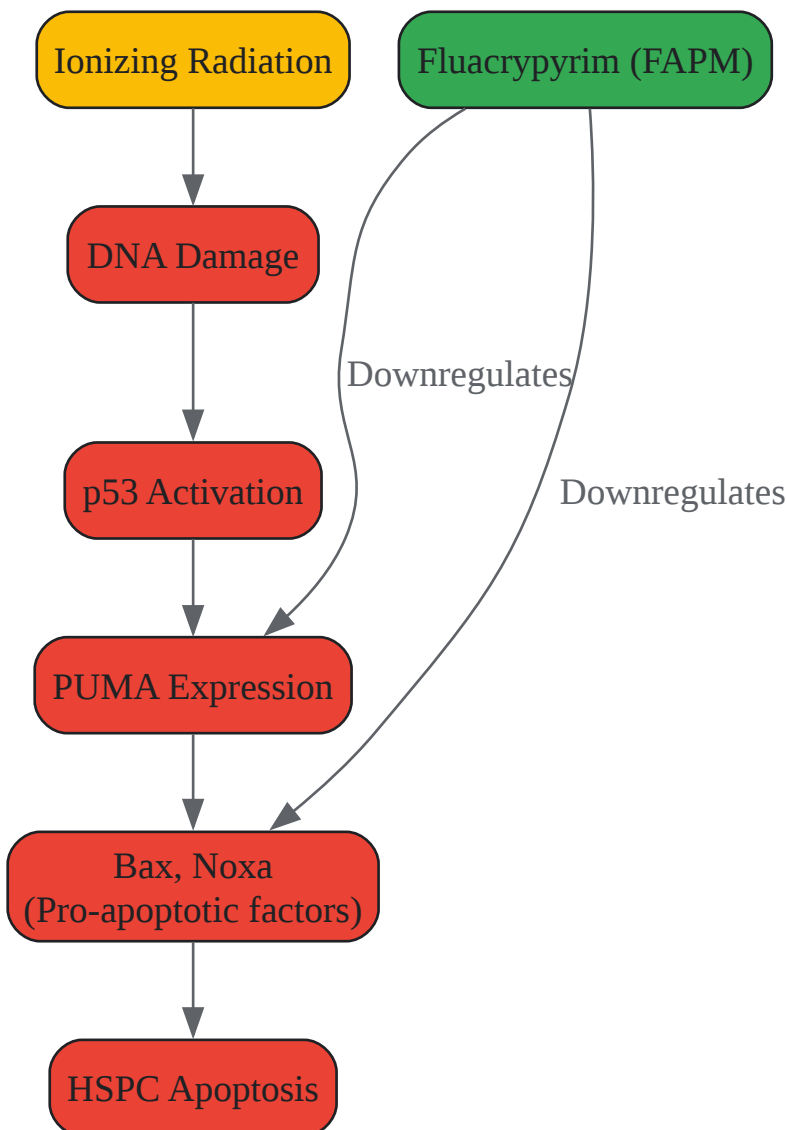 Ionizing Radiation
Fluacrypyrim (FAPM)
DNA Damage
Downregulates
p53 Activation
Downregulates
PUMA Expression
Bax, Noxa
(Pro-apoptotic factors)
HSPC Apoptosis